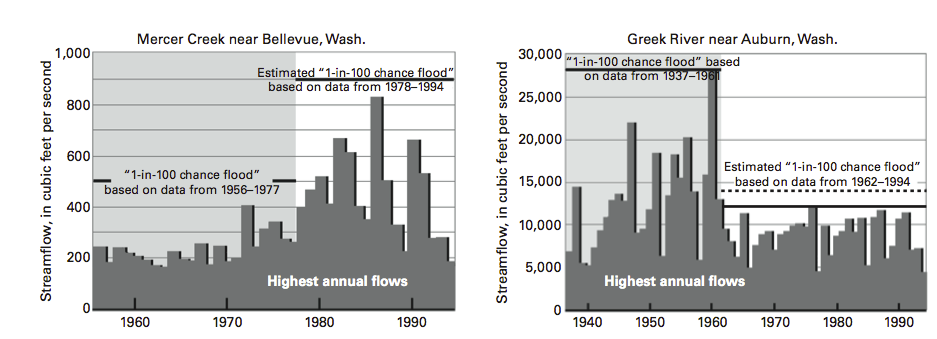 Mercer Creek near Bellevue, Wash.
Streamflow, in cubic feet per second
1,000
800
600
400
200
0
Estimated “1-in-100 chance flood”
based on data from 1978–1994
“1-in-100 chance flood”
based on data from 1956–1977
Highest annual flows
1960 1970 1980 1990
Greek River near Auburn, Wash.
Streamflow, in cubic feet per second
30,000
25,000
20,000
15,000
10,000
5,000
0
“1-in-100 chance flood” based
on data from 1937–1961
Estimated “1-in-100 chance flood”
based on data from 1962–1994
Highest annual flows
1940 1950 1960 1970 1980 1990